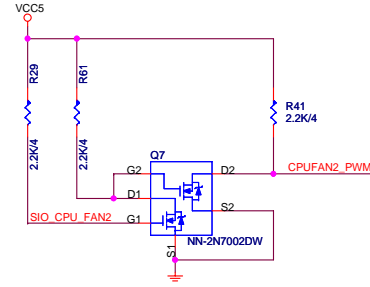 VCC5
R29
R61
R41
2.2K/4
2.2K/4
2.2K/4
Q7
G2
D2
CPUFAN2_PWM
D1
S2
SIO_CPU_FAN2
G1
S1
NN-2N7002DW